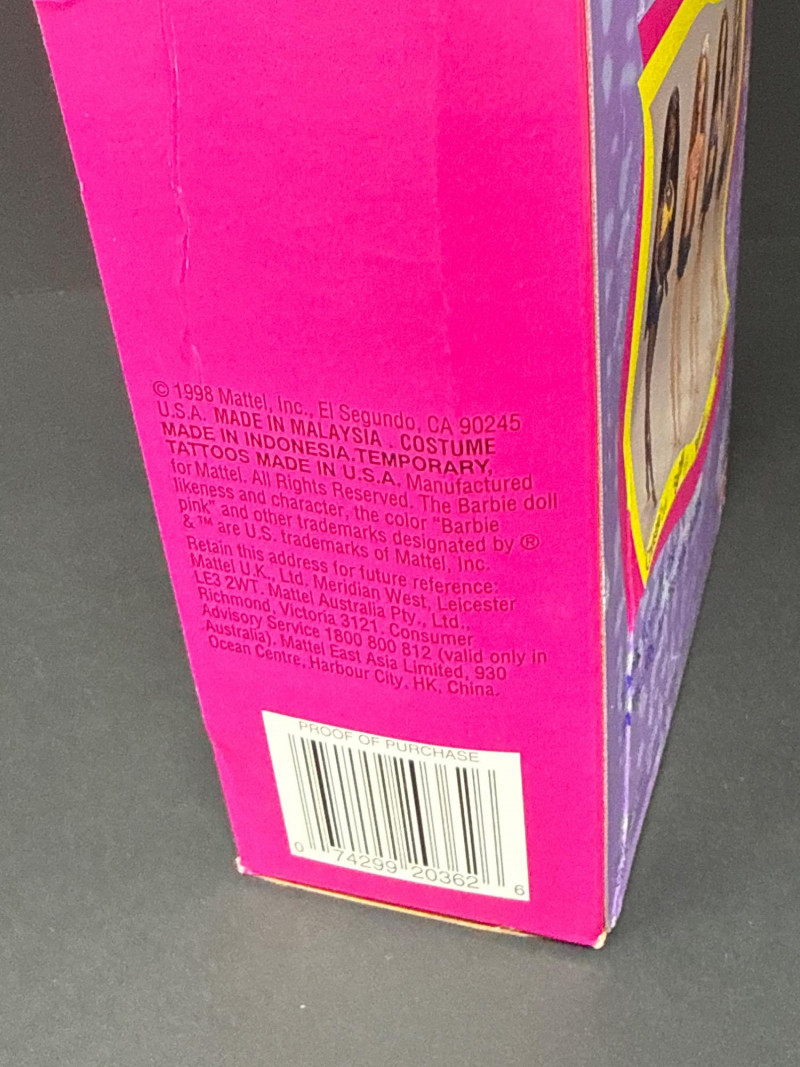 © 1998 Mattel, Inc., El Segundo, CA 90245
U.S.A. MADE IN MALAYSIA . COSTUME
MADE IN INDONESIA.TEMPORARY,
TATTOOS MADE IN U.S.A. Manufactured
for Mattel. All Rights Reserved. The Barbie doll
likeness and character, the color "Barbie
pink" and other trademarks designated by ®
& ™ are U.S. trademarks of Mattel, Inc.
Retain this address for future reference:
Mattel U.K., Ltd. Meridian West, Leicester
LE3 2WT. Mattel Australia Pty., Ltd.,
Richmond, Victoria 3121. Consumer
Advisory Service 1800 800 812 (valid only in
Australia). Mattel East Asia Limited, 930
Ocean Centre, Harbour City, HK, China.
PROOF OF PURCHASE
0 74299 20362 6